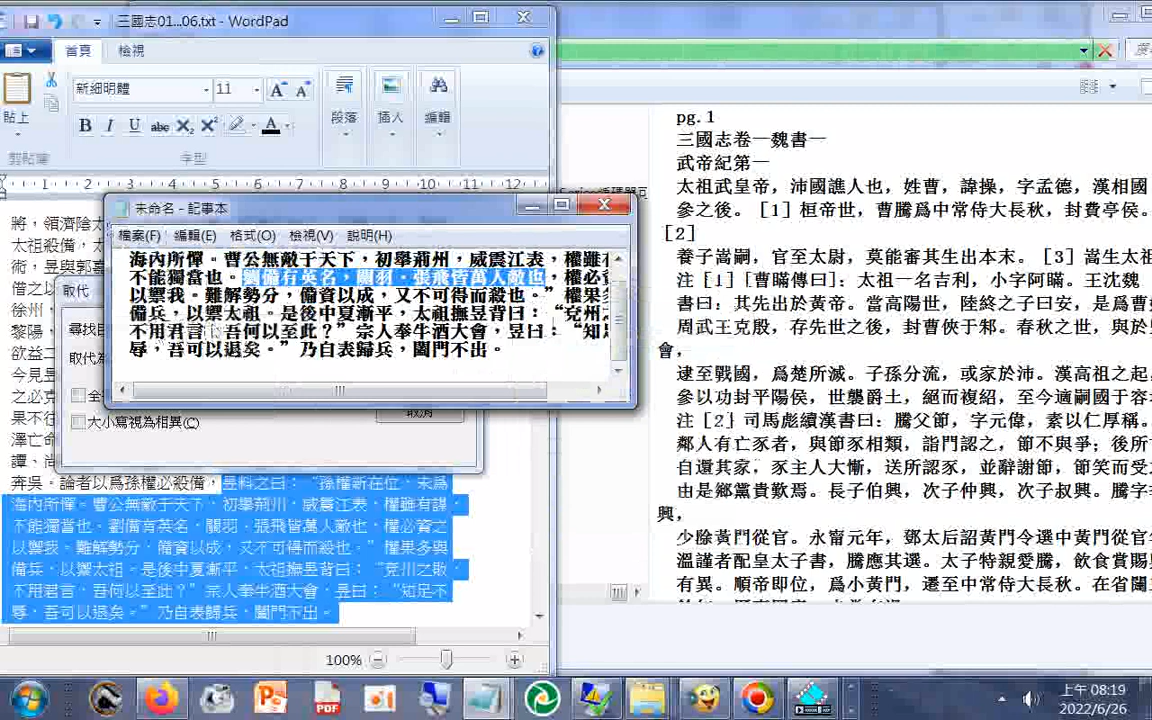 三國志01...06.txt - WordPad
首頁
檢視
新細明體
11
貼上
剪貼簿
字型
段落
插入
編輯
1 2 3 4 5 6 7 8 9 10 11 12
將，領濟陰太
太祖殺備，太
術，昱與郭嘉
借之以
徐州，
黎陽，
欲益二
今見昱
之必克
果不往
澤亡命
譚、尚
奔吳。論者以爲孫權必殺備，昱料之曰：“孫權新在位，未爲
海內所憚。曹公無敵于天下，初舉荊州，威震江表，權雖有謀，
不能獨當也。劉備有英名，關羽、張飛皆萬人敵也，權必資之
以禦我。難解勢分，備資以成，又不可得而殺也。”權果多與
備兵，以禦太祖。是後中夏漸平，太祖撫昱背曰：“兗州之敗，
不用君言，吾何以至此？”宗人奉牛酒大會，昱曰：“知足不
辱，吾可以退矣。”乃自表歸兵，闔門不出。
100%
取代
尋找目
取代為
大小寫視為相異(C)
取消
未命名 - 記事本
檔案(F) 編輯(E) 格式(O) 檢視(V) 說明(H)
海內所憚。曹公無敵于天下，初舉荊州，威震江表，權雖有
不能獨當也。劉備有英名，關羽、張飛皆萬人敵也，權必資
以禦我。難解勢分，備資以成，又不可得而殺也。”權果多
備兵，以禦太祖。是後中夏漸平，太祖撫昱背曰：“兗州之
不用君言，吾何以至此？”宗人奉牛酒大會，昱曰：“知足
辱，吾可以退矣。”乃自表歸兵，闔門不出。
pg.1
三國志卷一魏書一
武帝紀第一
太祖武皇帝，沛國譙人也，姓曹，諱操，字孟德，漢相國
參之後。［1］桓帝世，曹騰爲中常侍大長秋，封費亭侯。
［2］
養子嵩嗣，官至太尉，莫能審其生出本末。［3］嵩生太祖
注［1］［曹瞞傳曰］：太祖一名吉利，小字阿瞞。王沈魏
書曰：其先出於黃帝。當高陽世，陸終之子曰安，是爲曹姓
周武王克殷，存先世之後，封曹俠于邾。春秋之世，與於盟
會，
逮至戰國，爲楚所滅。子孫分流，或家於沛。漢高祖之起，
參以功封平陽侯，世襲爵土，絕而複紹，至今適嗣國于容城
注［2］司馬彪續漢書曰：騰父節，字元偉，素以仁厚稱。
鄰人有亡豕者，與節豕相類，詣門認之，節不與爭；後所亡
自還其家，豕主人大慚，送所認豕，並辭謝節，節笑而受之
由是鄉黨貴歎焉。長子伯興，次子仲興，次子叔興。騰字季
興，
少除黃門從官。永甯元年，鄧太后詔黃門令選中黃門從官年
溫謹者配皇太子書，騰應其選。太子特親愛騰，飲食賞賜與
有異。順帝即位，爲小黃門，遷至中常侍大長秋。在省闥三
上午 08:19
2022/6/26